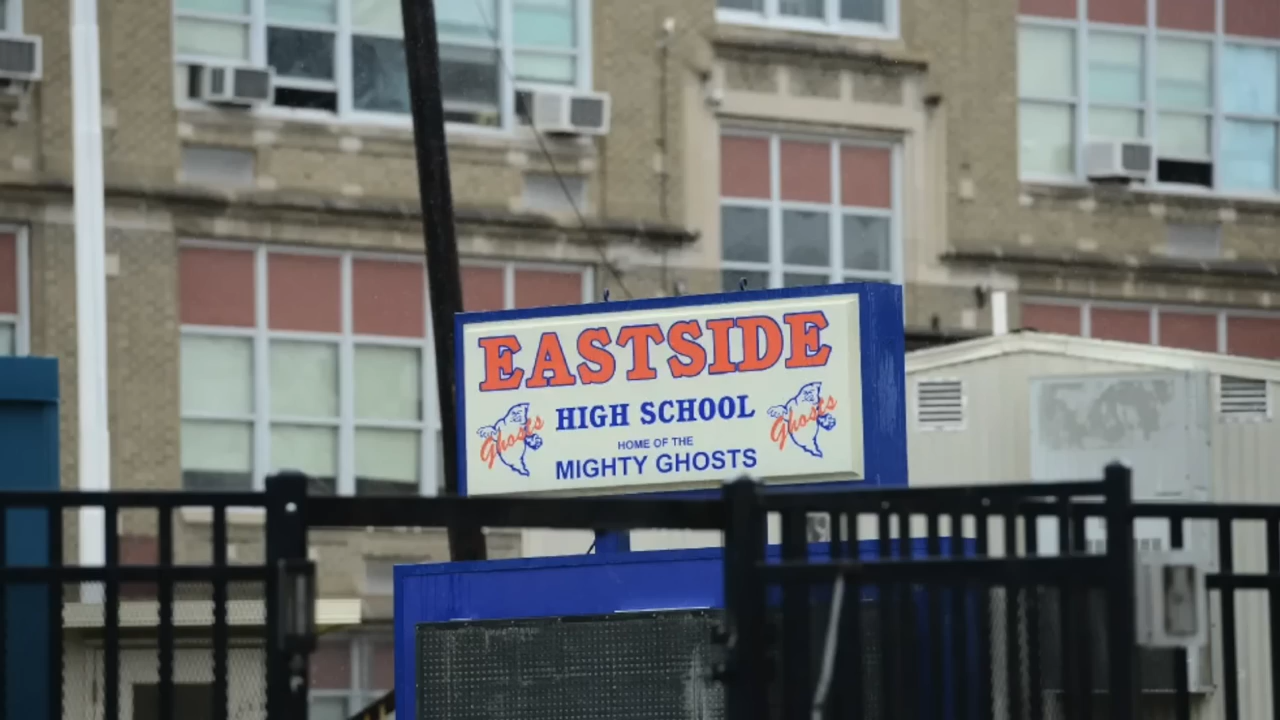 EASTSIDE
HIGH SCHOOL
Ghosts
Ghosts
HOME OF THE
MIGHTY GHOSTS